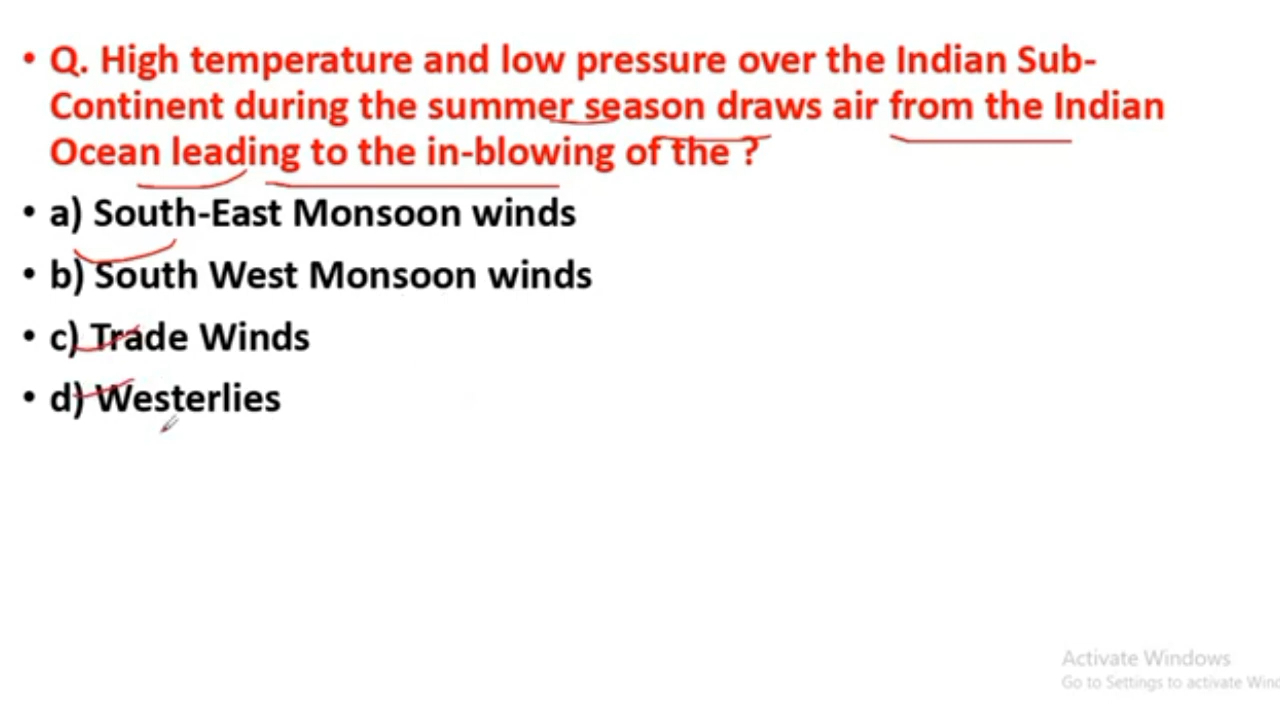 • Q. High temperature and low pressure over the Indian Sub-
Continent during the summer season draws air from the Indian
Ocean leading to the in-blowing of the ?
• a) South-East Monsoon winds
• b) South West Monsoon winds
• c) Trade Winds
• d) Westerlies
Activate Windows
Go to Settings to activate Wind